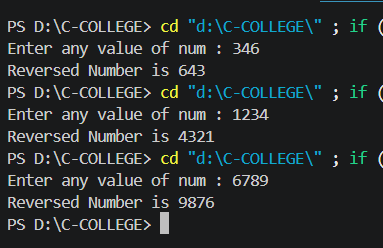 PS D:\C-COLLEGE> cd "d:\C-COLLEGE\" ; if (
Enter any value of num : 346
Reversed Number is 643
PS D:\C-COLLEGE> cd "d:\C-COLLEGE\" ; if (
Enter any value of num : 1234
Reversed Number is 4321
PS D:\C-COLLEGE> cd "d:\C-COLLEGE\" ; if (
Enter any value of num : 6789
Reversed Number is 9876
PS D:\C-COLLEGE>